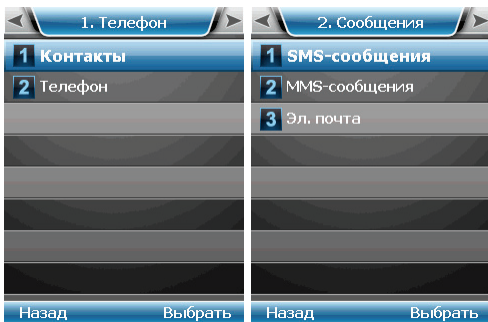 1. Телефон
1 Контакты
2 Телефон
Назад Выбрать
2. Сообщения
1 SMS-сообщения
2 MMS-сообщения
3 Эл. почта
Назад Выбрать